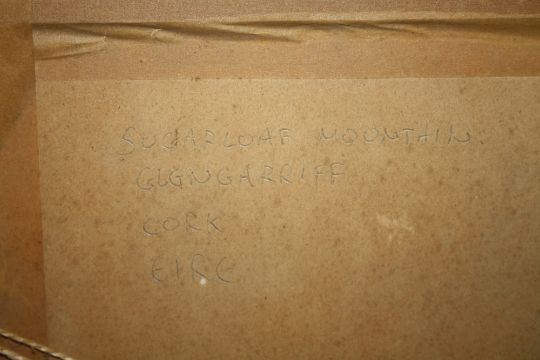 SUGARLOAF MOUNTAIN
GLENGARRIFF
CORK
EIRE